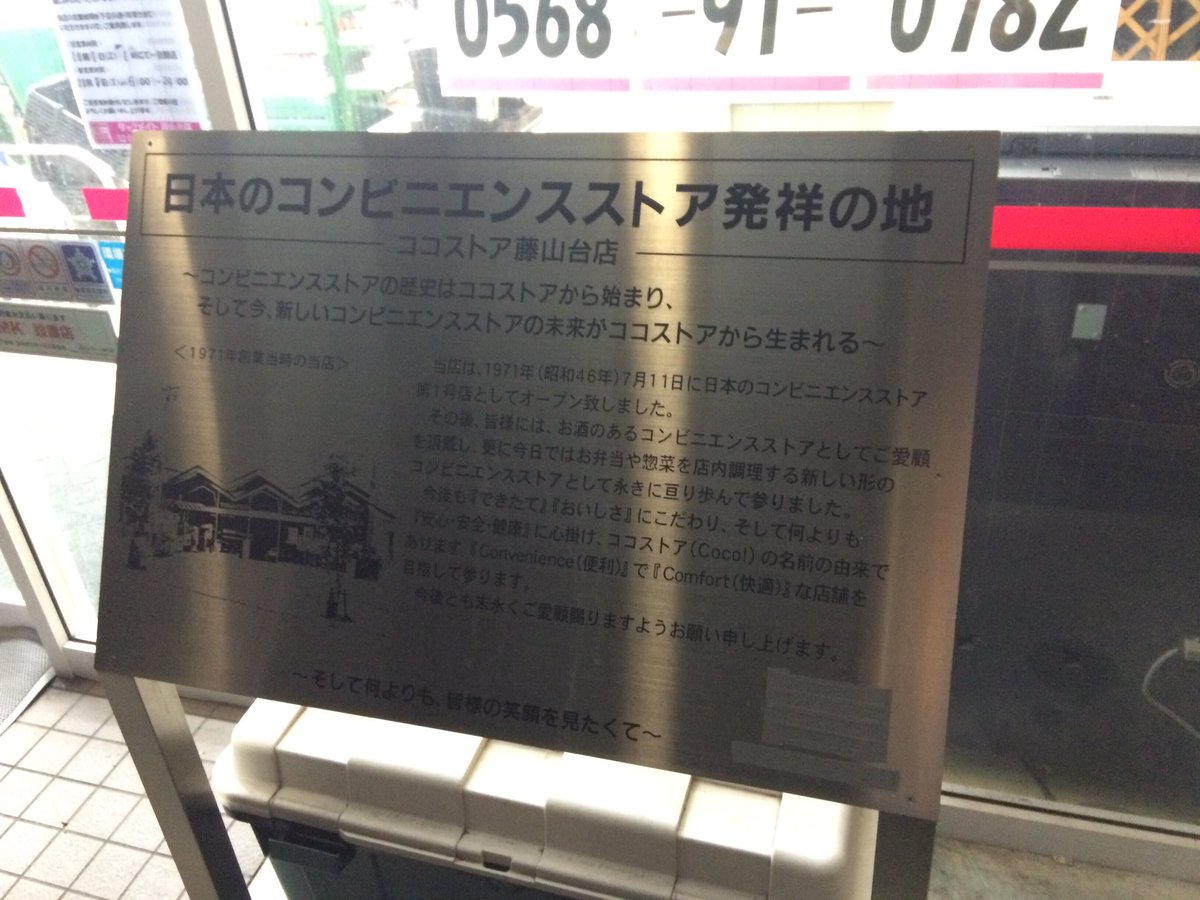 0568-91-0782
日本のコンビニエンスストア発祥の地
ココストア藤山台店
～コンビニエンスストアの歴史はココストアから始まり、
そして今、新しいコンビニエンスストアの未来がココストアから生まれる～
＜1971年創業当時の当店＞
当店は、1971年(昭和46年)7月11日に日本のコンビニエンスストア
第1号店としてオープン致しました。
その後、皆様には、お酒のあるコンビニエンスストアとしてご愛顧
を頂戴し、更に今日ではお弁当や惣菜を店内調理する新しい形の
コンビニエンスストアとして永きに亘り歩んで参りました。
今後も『できたて』『おいしさ』にこだわり、そして何よりも
『安心・安全・健康』に心掛け、ココストア(Coco!)の名前の由来で
あります『Convenience(便利)』で『Comfort(快適)』な店舗を
目指して参ります。
今後とも末永くご愛顧賜りますようお願い申し上げます。
～そして何よりも、皆様の笑顔を見たくて～